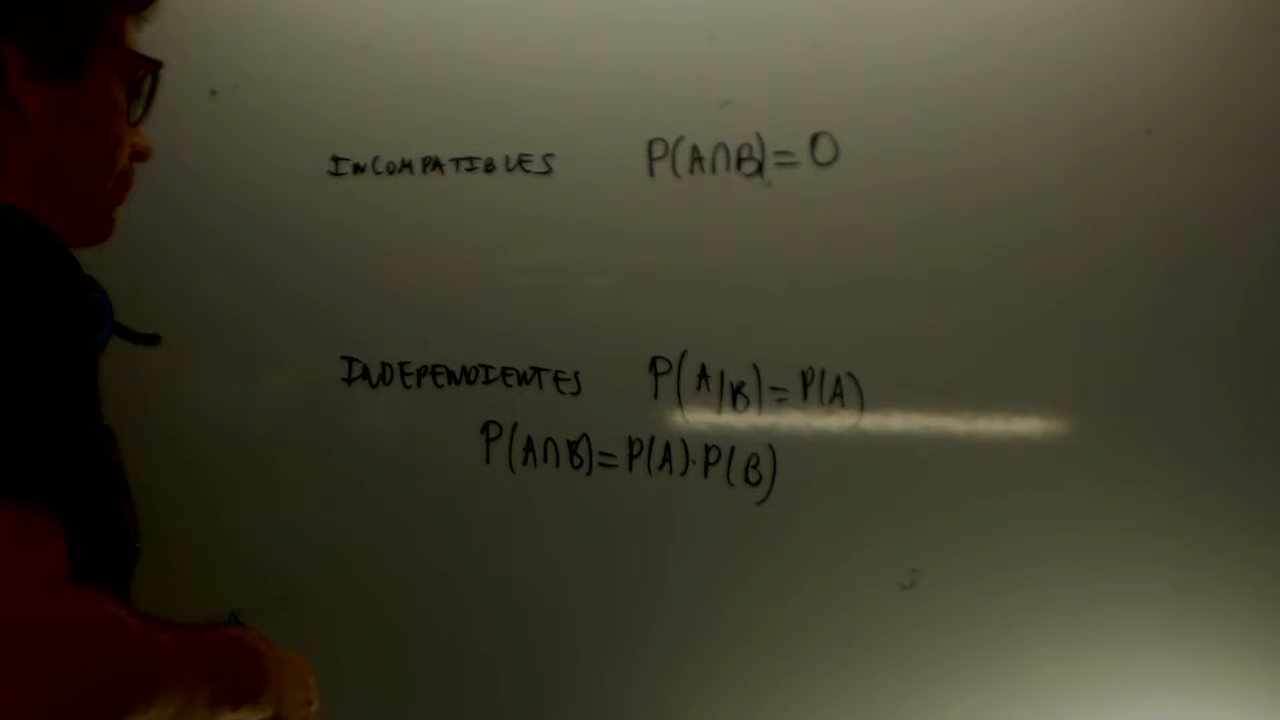 INCOMPATIBLES P(A∩B)=0
INDEPENDIENTES P(A/B)=P(A)
P(A∩B)=P(A)·P(B)